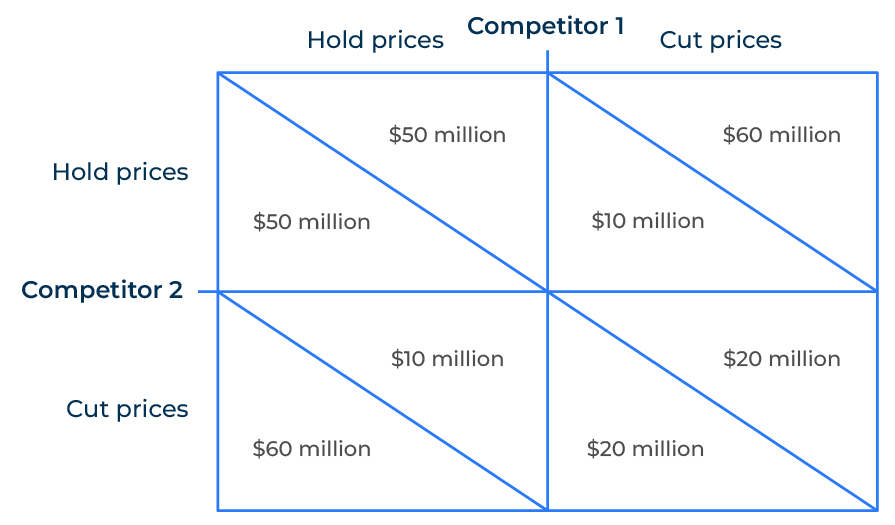 Competitor 1
Hold prices
Cut prices
Hold prices
$50 million
$50 million
$60 million
$10 million
Competitor 2
Cut prices
$10 million
$60 million
$20 million
$20 million